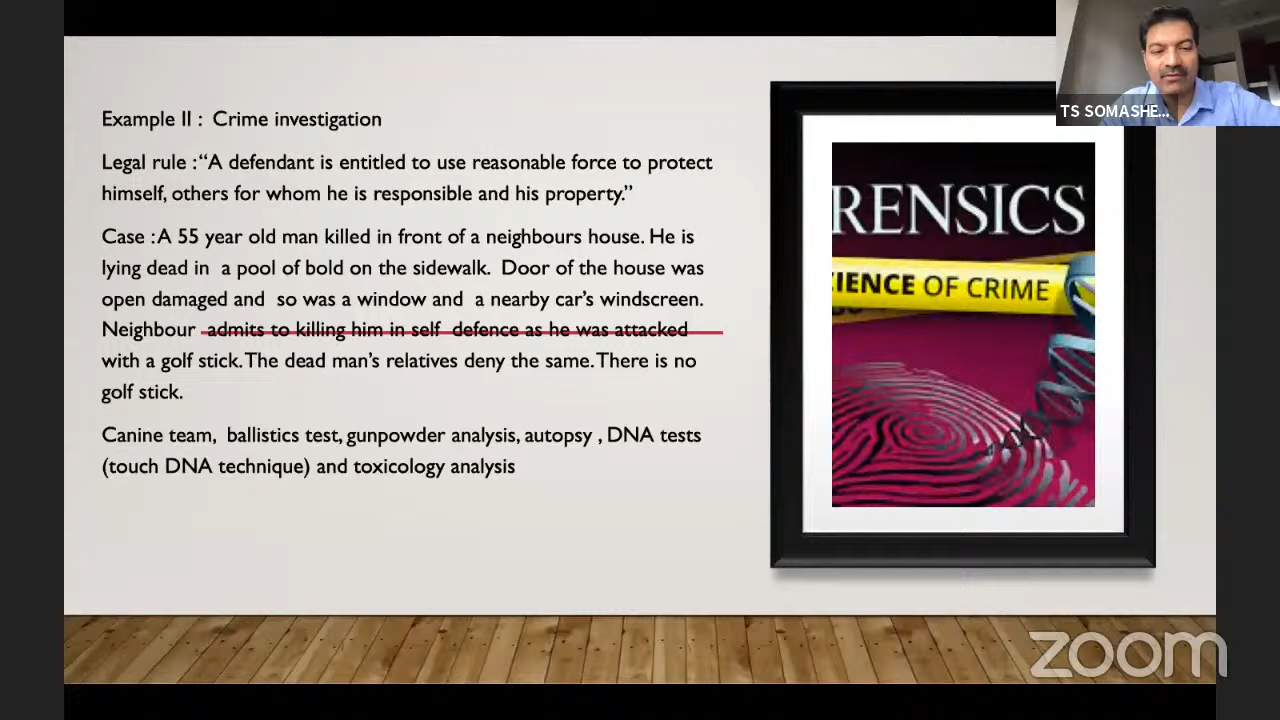 Example II : Crime investigation
Legal rule :“A defendant is entitled to use reasonable force to protect
himself, others for whom he is responsible and his property.”
Case :A 55 year old man killed in front of a neighbours house. He is
lying dead in a pool of bold on the sidewalk. Door of the house was
open damaged and so was a window and a nearby car’s windscreen.
Neighbour admits to killing him in self defence as he was attacked
with a golf stick. The dead man’s relatives deny the same. There is no
golf stick.
Canine team, ballistics test, gunpowder analysis, autopsy , DNA tests
(touch DNA technique) and toxicology analysis
TS SOMASHE...
RENSICS
IENCE OF CRIME
zoom